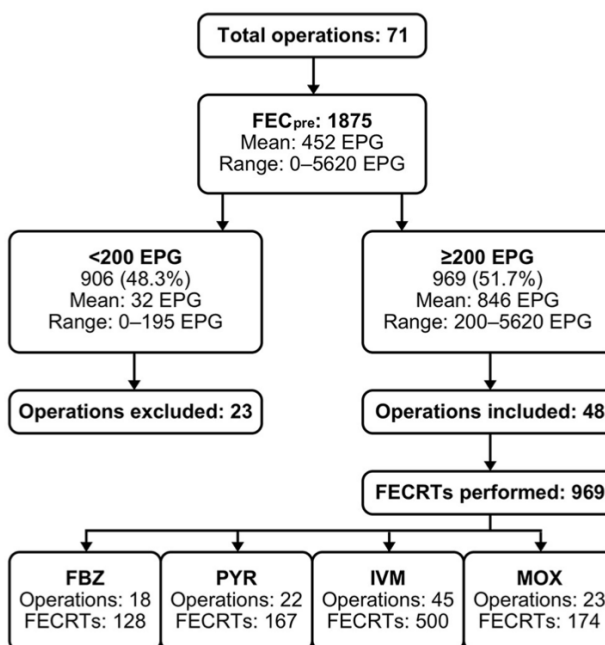 Total operations: 71
FECpre: 1875
Mean: 452 EPG
Range: 0–5620 EPG
<200 EPG
906 (48.3%)
Mean: 32 EPG
Range: 0–195 EPG
≥200 EPG
969 (51.7%)
Mean: 846 EPG
Range: 200–5620 EPG
Operations excluded: 23
Operations included: 48
FECRTs performed: 969
FBZ
Operations: 18
FECRTs: 128
PYR
Operations: 22
FECRTs: 167
IVM
Operations: 45
FECRTs: 500
MOX
Operations: 23
FECRTs: 174